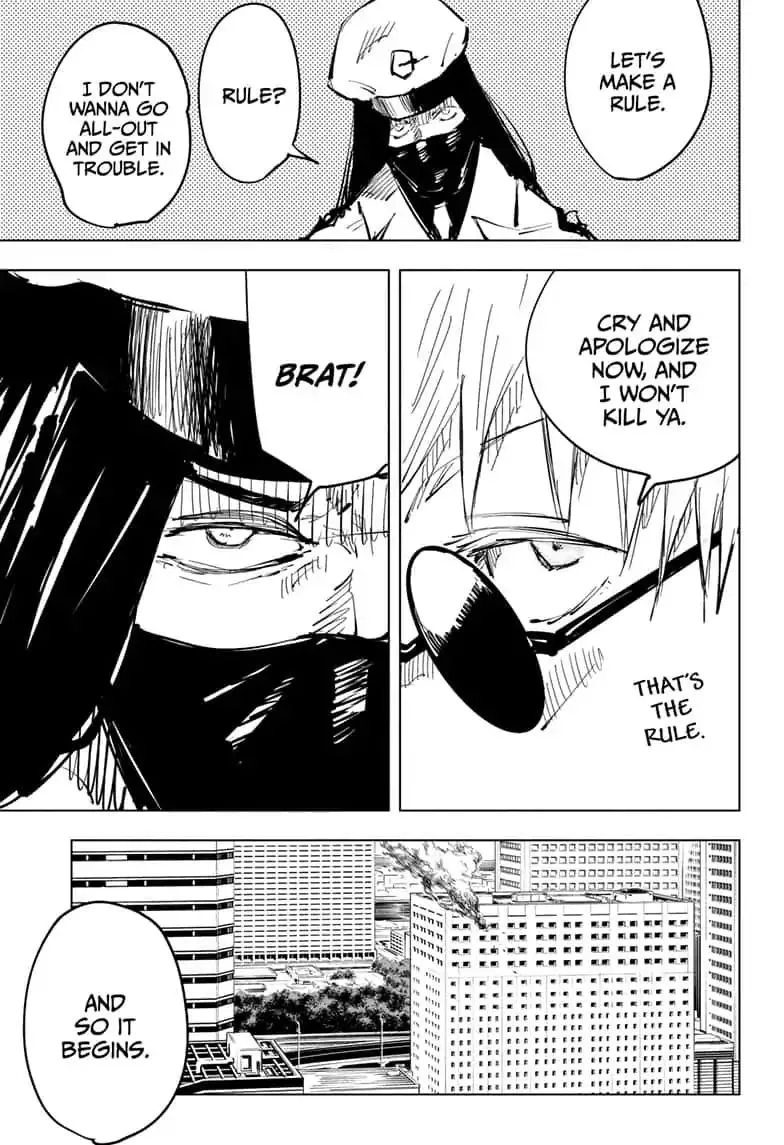 LET'S
MAKE A
RULE.
RULE?
I DON'T
WANNA GO
ALL-OUT
AND GET IN
TROUBLE.
CRY AND
APOLOGIZE
NOW, AND
I WON'T
KILL YA.
THAT'S
THE
RULE.
BRAT!
AND
SO IT
BEGINS.